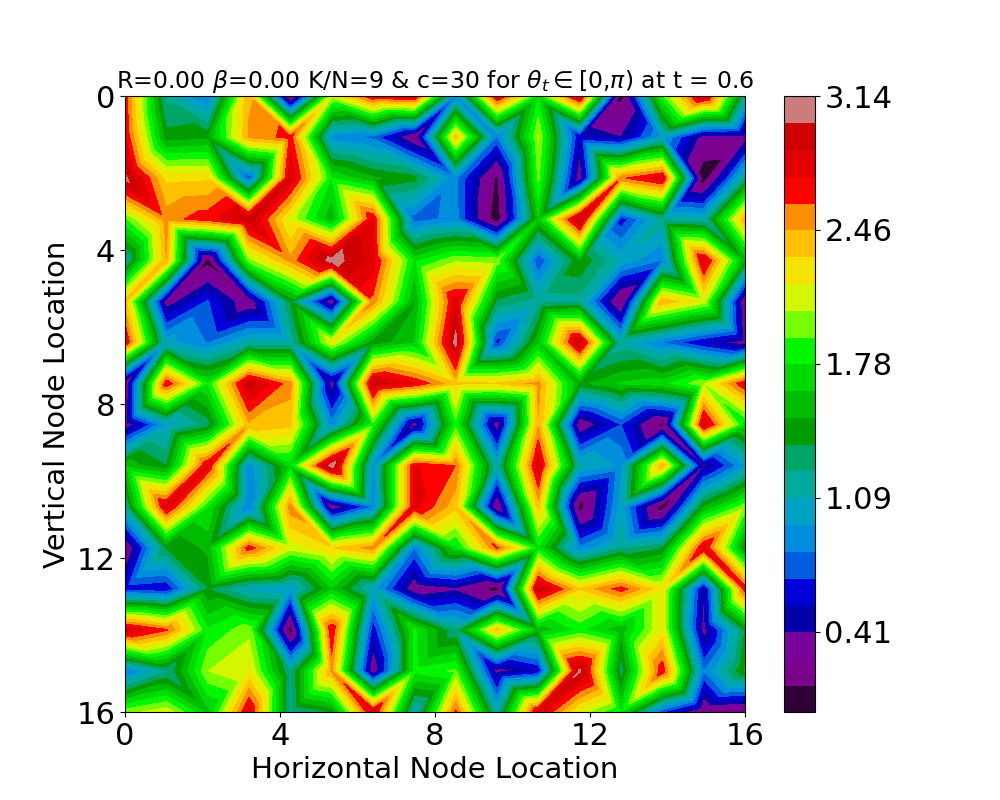 R=0.00 β=0.00 K/N=9 & c=30 for θₜ∈[0,π) at t = 0.6
0
4
8
12
16
Vertical Node Location
0 4 8 12 16
Horizontal Node Location
3.14
2.46
1.78
1.09
0.41